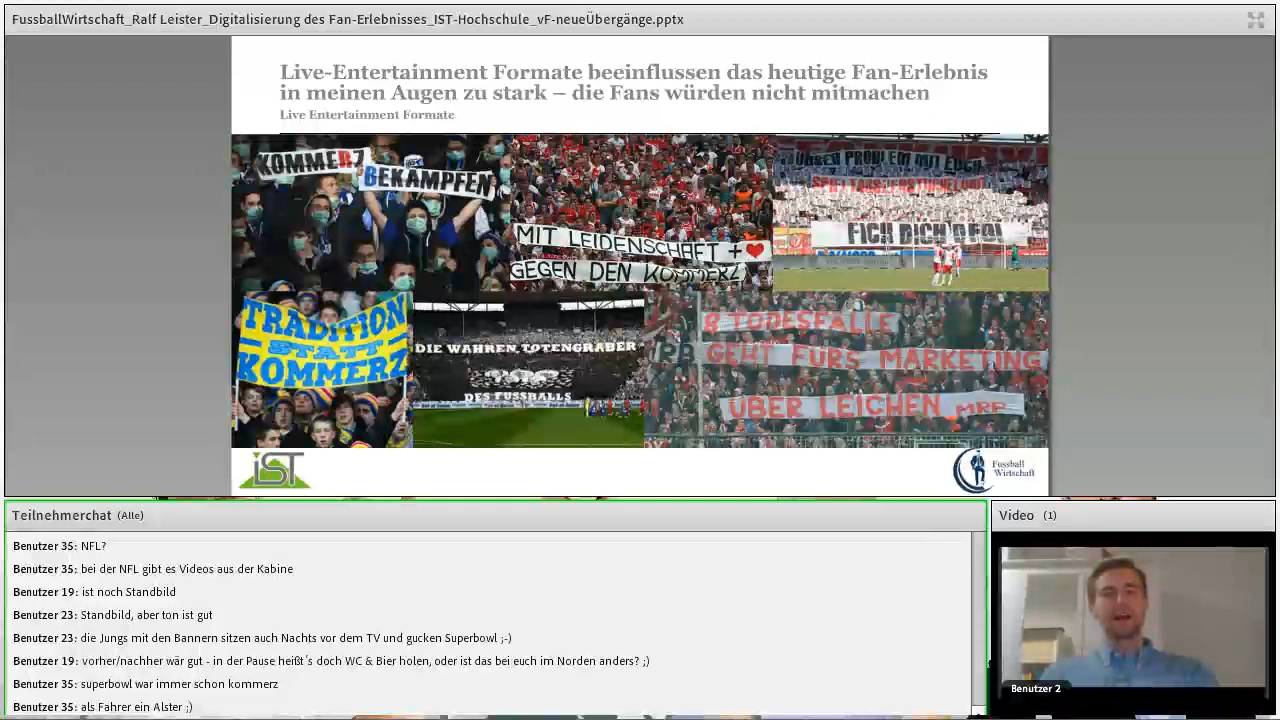 FussballWirtschaft_Ralf Leister_Digitalisierung des Fan-Erlebnisses_IST-Hochschule_vF-neueÜbergänge.pptx
Live-Entertainment Formate beeinflussen das heutige Fan-Erlebnis
in meinen Augen zu stark – die Fans würden nicht mitmachen
Live Entertainment Formate
KOMMERZ
BEKÄMPFEN
MIT LEIDENSCHAFT + ❤
GEGEN DEN KOMMERZ
PROBLEM MIT EUCH
FICK DICH DFB!
TRADITION
STATT
KOMMERZ
DIE WAHREN TOTENGRÄBER
DES FUSSBALLS
8 TODESFÄLLE
RB GEHT FÜRS MARKETING
ÜBER LEICHEN
iST
Fussball
Wirtschaft
Teilnehmerchat (Alle)
Benutzer 35: NFL?
Benutzer 35: bei der NFL gibt es Videos aus der Kabine
Benutzer 19: ist noch Standbild
Benutzer 23: Standbild, aber ton ist gut
Benutzer 23: die Jungs mit den Bannern sitzen auch Nachts vor dem TV und gucken Superbowl ;-)
Benutzer 19: vorher/nachher wär gut - in der Pause heißt´s doch WC & Bier holen, oder ist das bei euch im Norden anders? ;)
Benutzer 35: superbowl war immer schon kommerz
Benutzer 35: als Fahrer ein Alster ;)
Video (1)
Benutzer 2